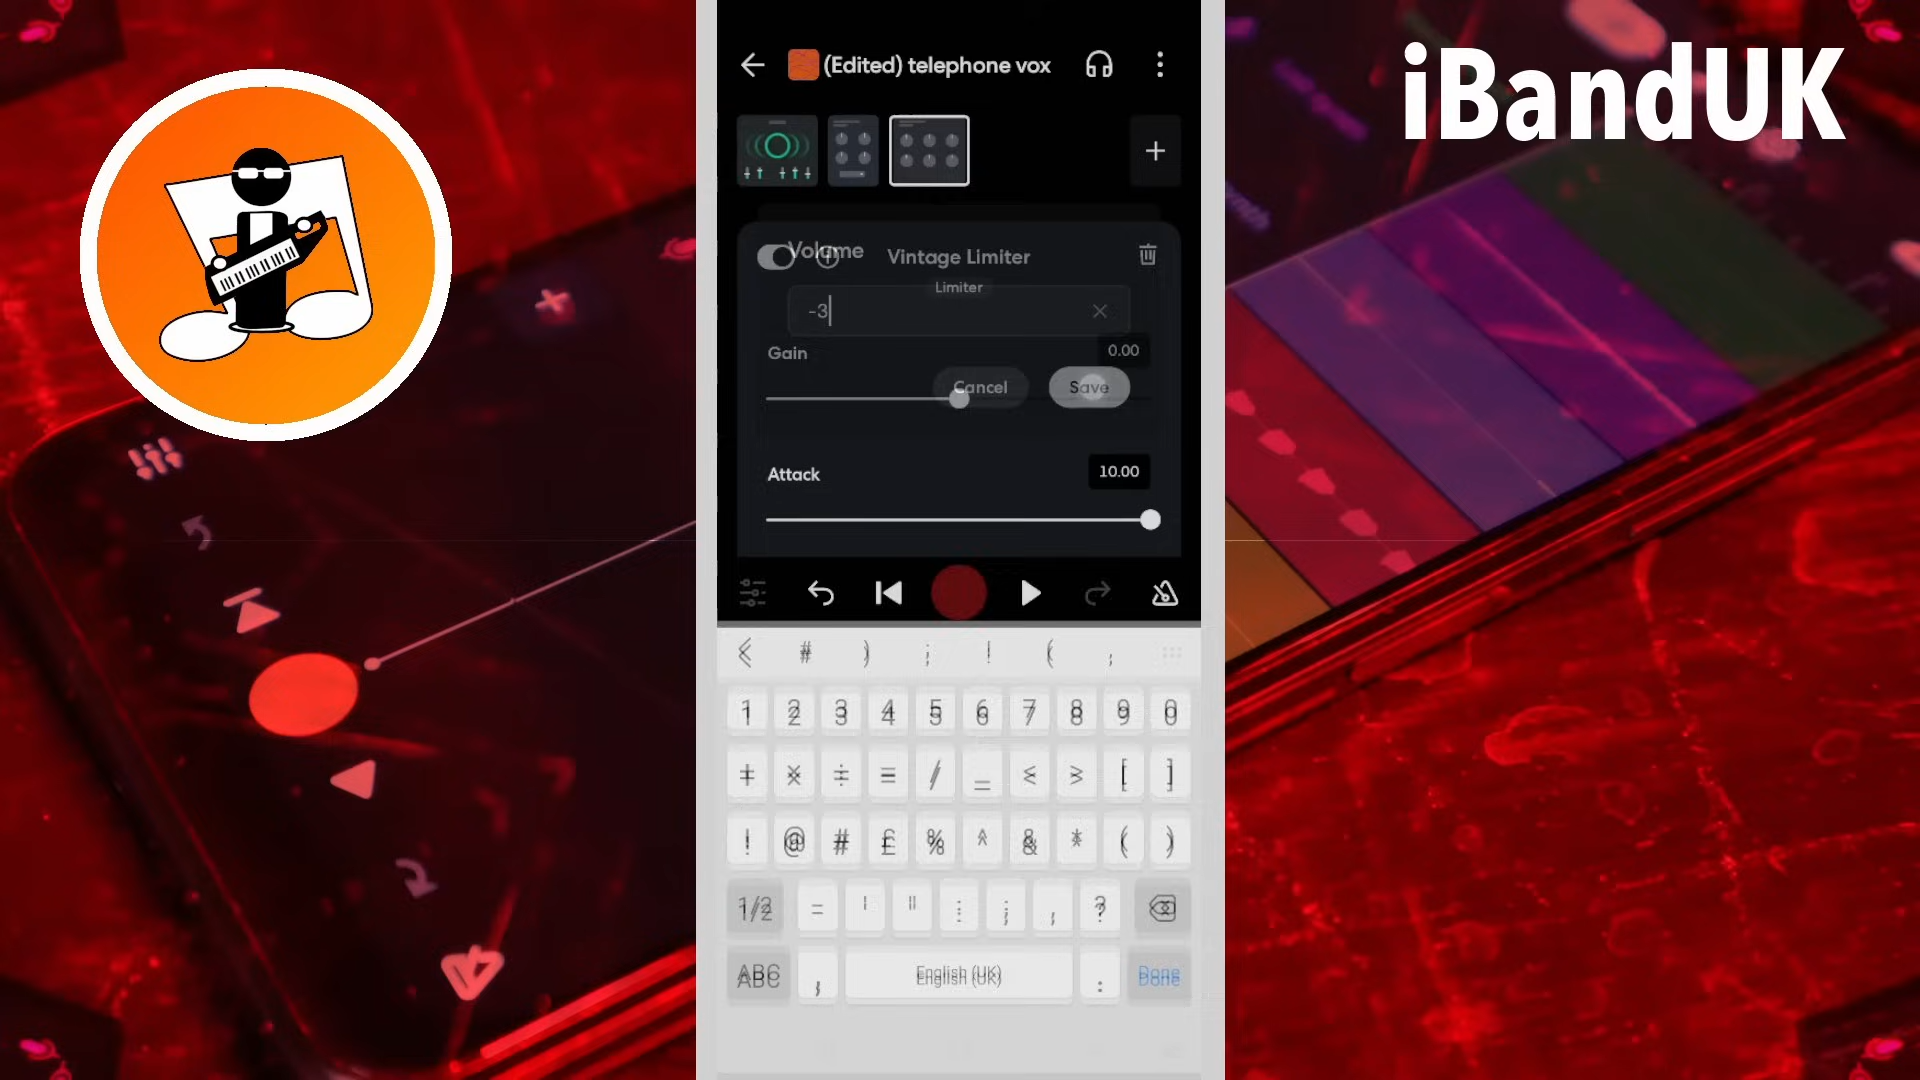 iBandUK
(Edited) telephone vox
+
Volume
Vintage Limiter
Limiter
-3
Gain
0.00
Cancel
Save
Attack
10.00
# ) ; ! ( ,
1 2 3 4 5 6 7 8 9 0
+ × ÷ = / _ < > [ ]
! @ # £ % ^ & * ( )
1/2 - ' " : ; , ?
ABC , English (UK) . Done